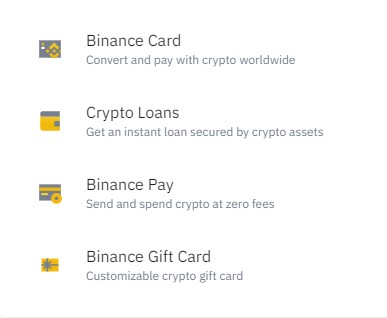 Binance Card
Convert and pay with crypto worldwide
Crypto Loans
Get an instant loan secured by crypto assets
Binance Pay
Send and spend crypto at zero fees
Binance Gift Card
Customizable crypto gift card